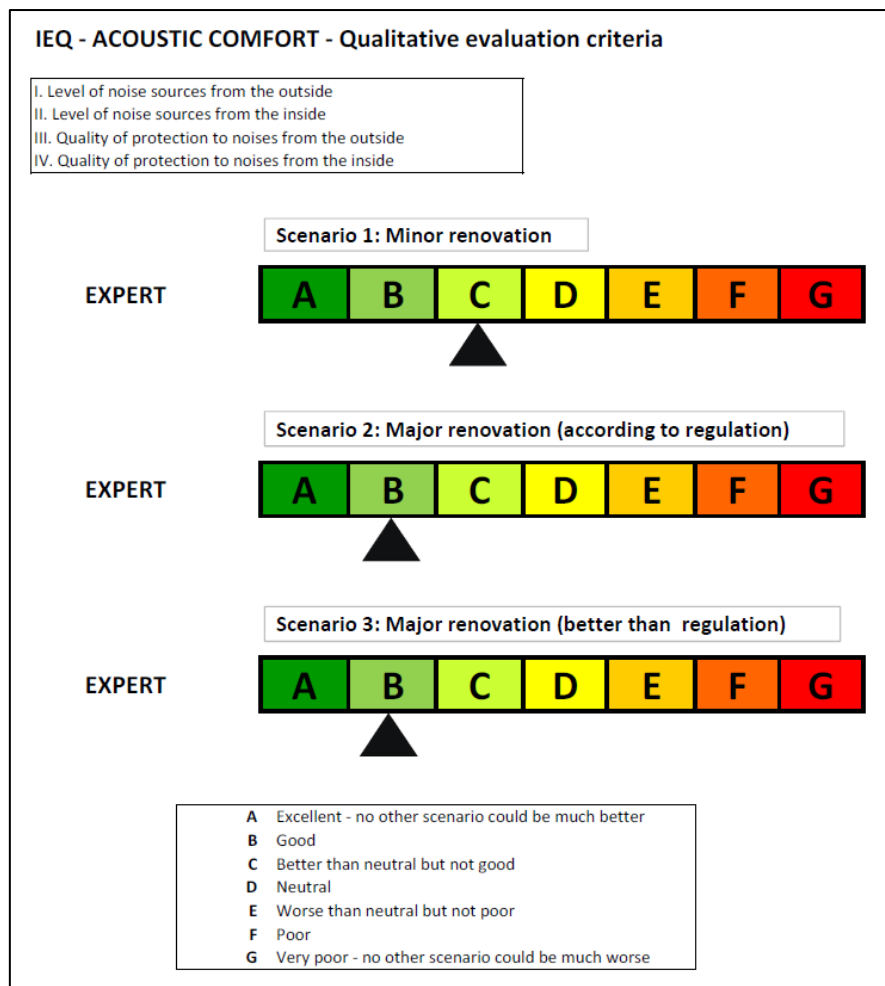 IEQ - ACOUSTIC COMFORT - Qualitative evaluation criteria
I. Level of noise sources from the outside
II. Level of noise sources from the inside
III. Quality of protection to noises from the outside
IV. Quality of protection to noises from the inside
Scenario 1: Minor renovation
EXPERT A B C D E F G
Scenario 2: Major renovation (according to regulation)
EXPERT A B C D E F G
Scenario 3: Major renovation (better than regulation)
EXPERT A B C D E F G
A Excellent - no other scenario could be much better
B Good
C Better than neutral but not good
D Neutral
E Worse than neutral but not poor
F Poor
G Very poor - no other scenario could be much worse